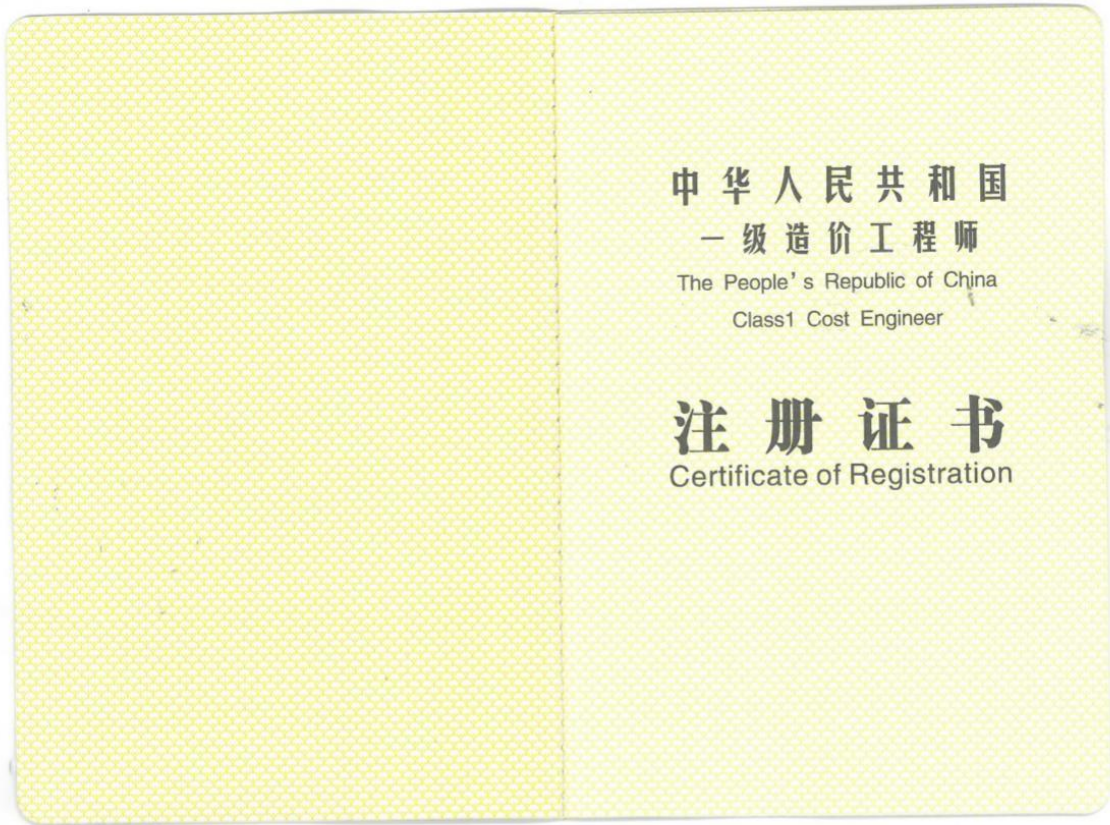 中华人民共和国
一级造价工程师
The People's Republic of China
Class1 Cost Engineer
注册证书
Certificate of Registration